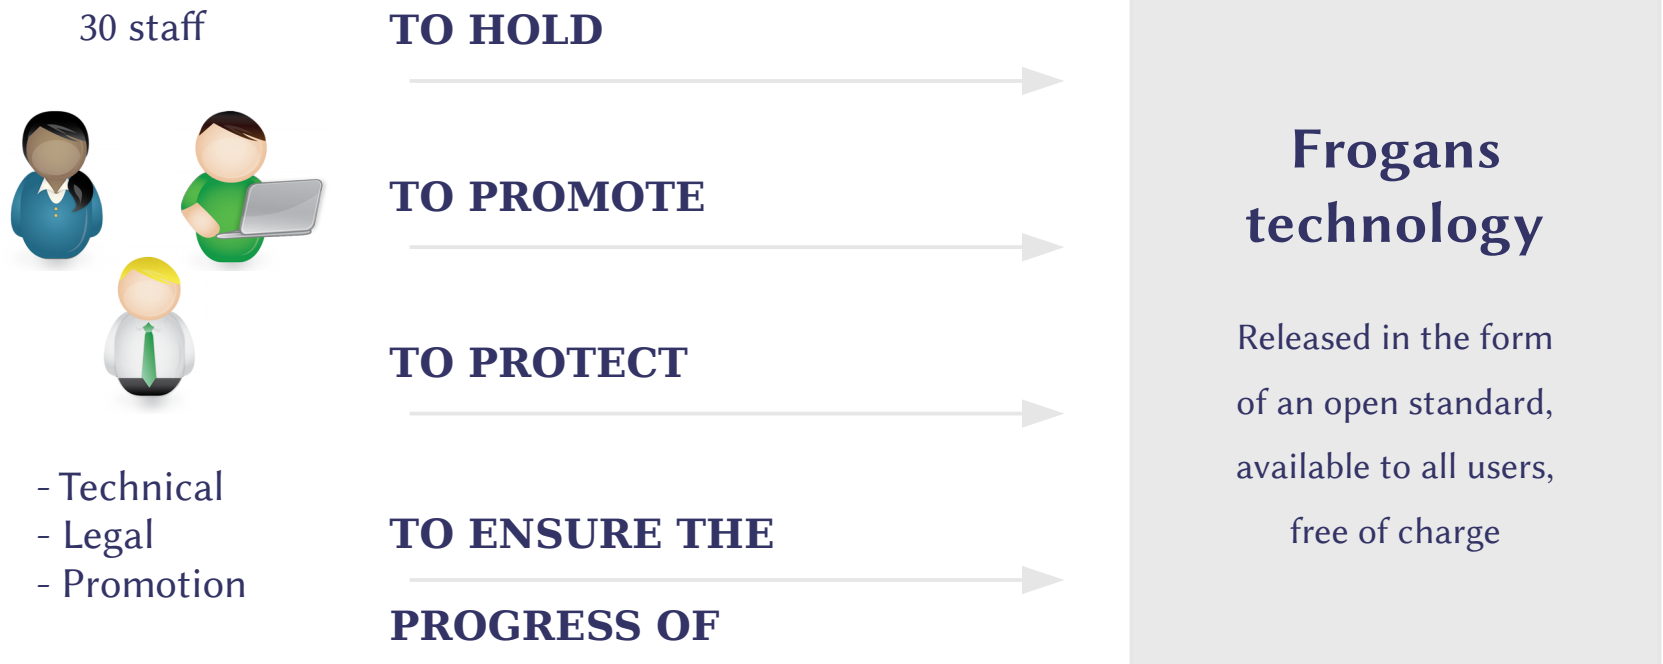 30 staff
- Technical
- Legal
- Promotion
TO HOLD
TO PROMOTE
TO PROTECT
TO ENSURE THE
PROGRESS OF
Frogans
technology
Released in the form
of an open standard,
available to all users,
free of charge